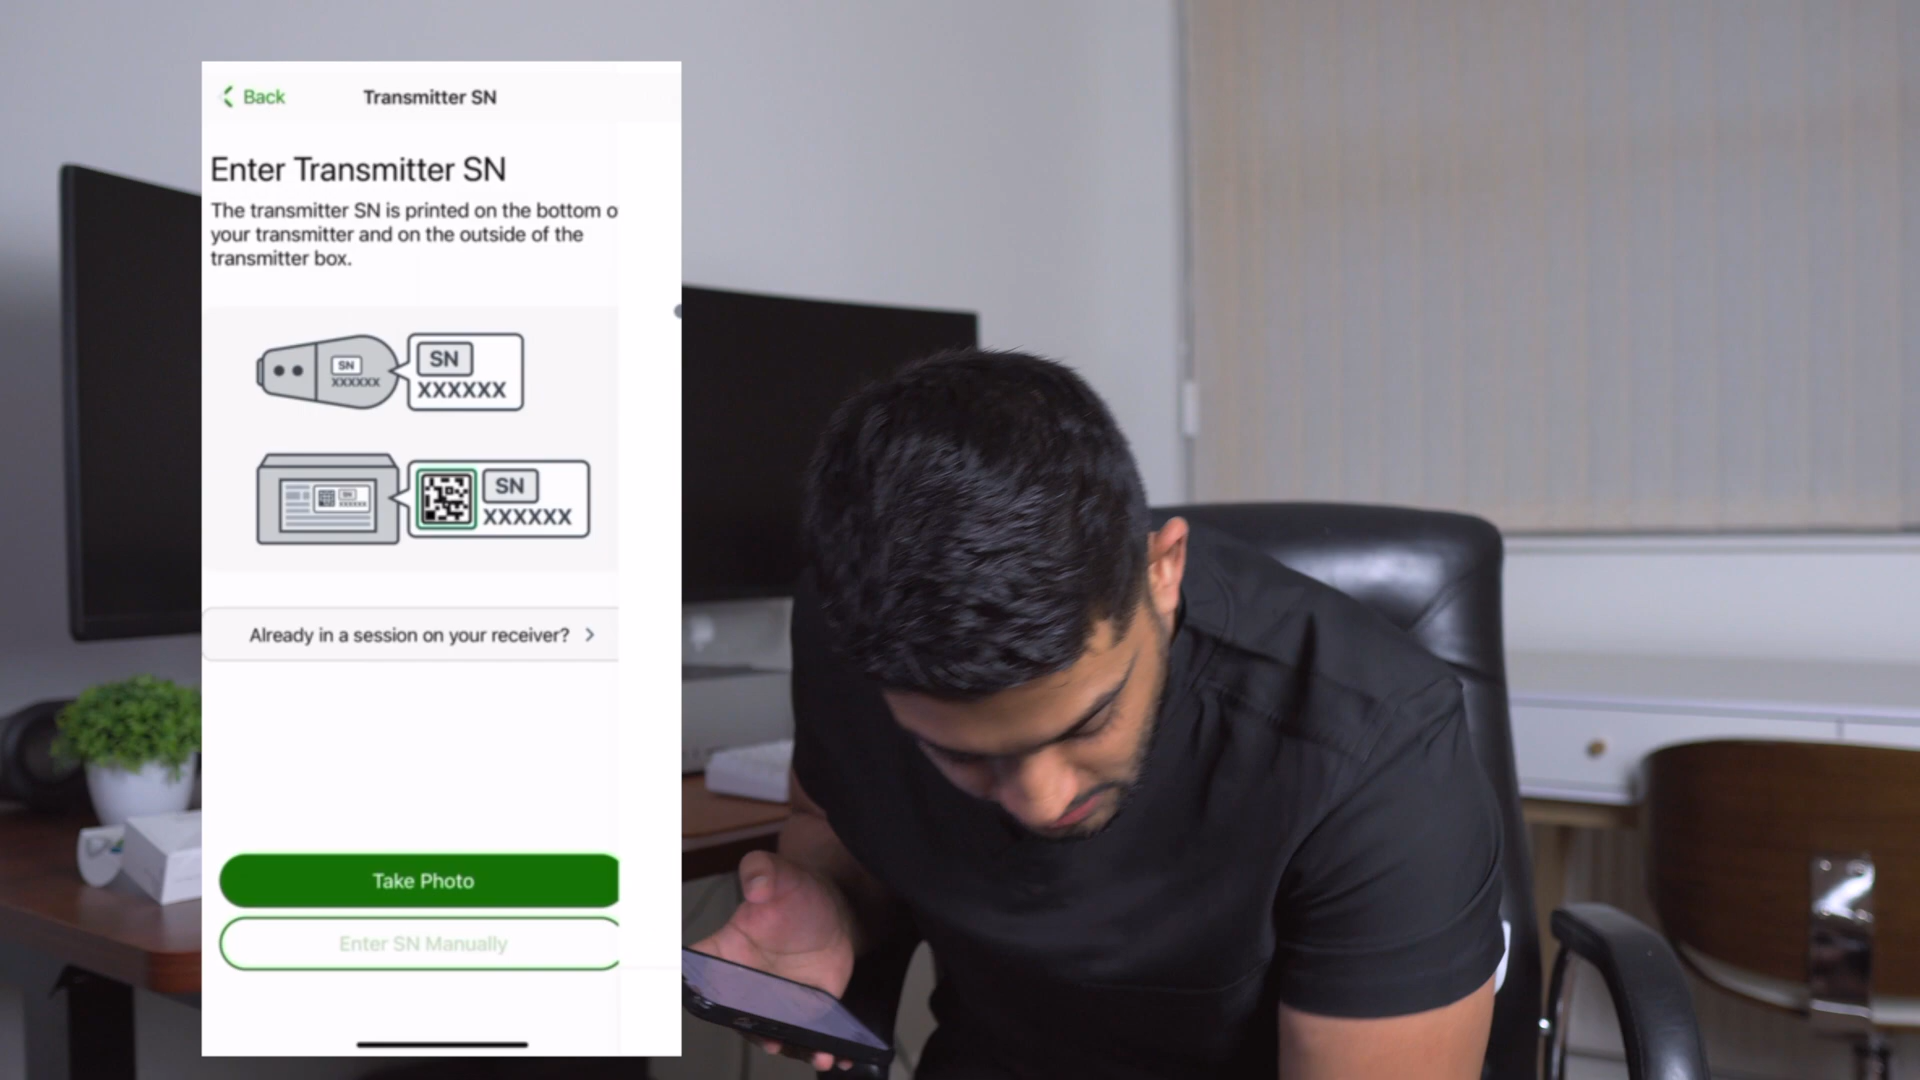 Back
Transmitter SN
Enter Transmitter SN
The transmitter SN is printed on the bottom o
your transmitter and on the outside of the
transmitter box.
SN
XXXXXX
SN
XXXXXX
SN
XXXXXX
Already in a session on your receiver?
Take Photo
Enter SN Manually